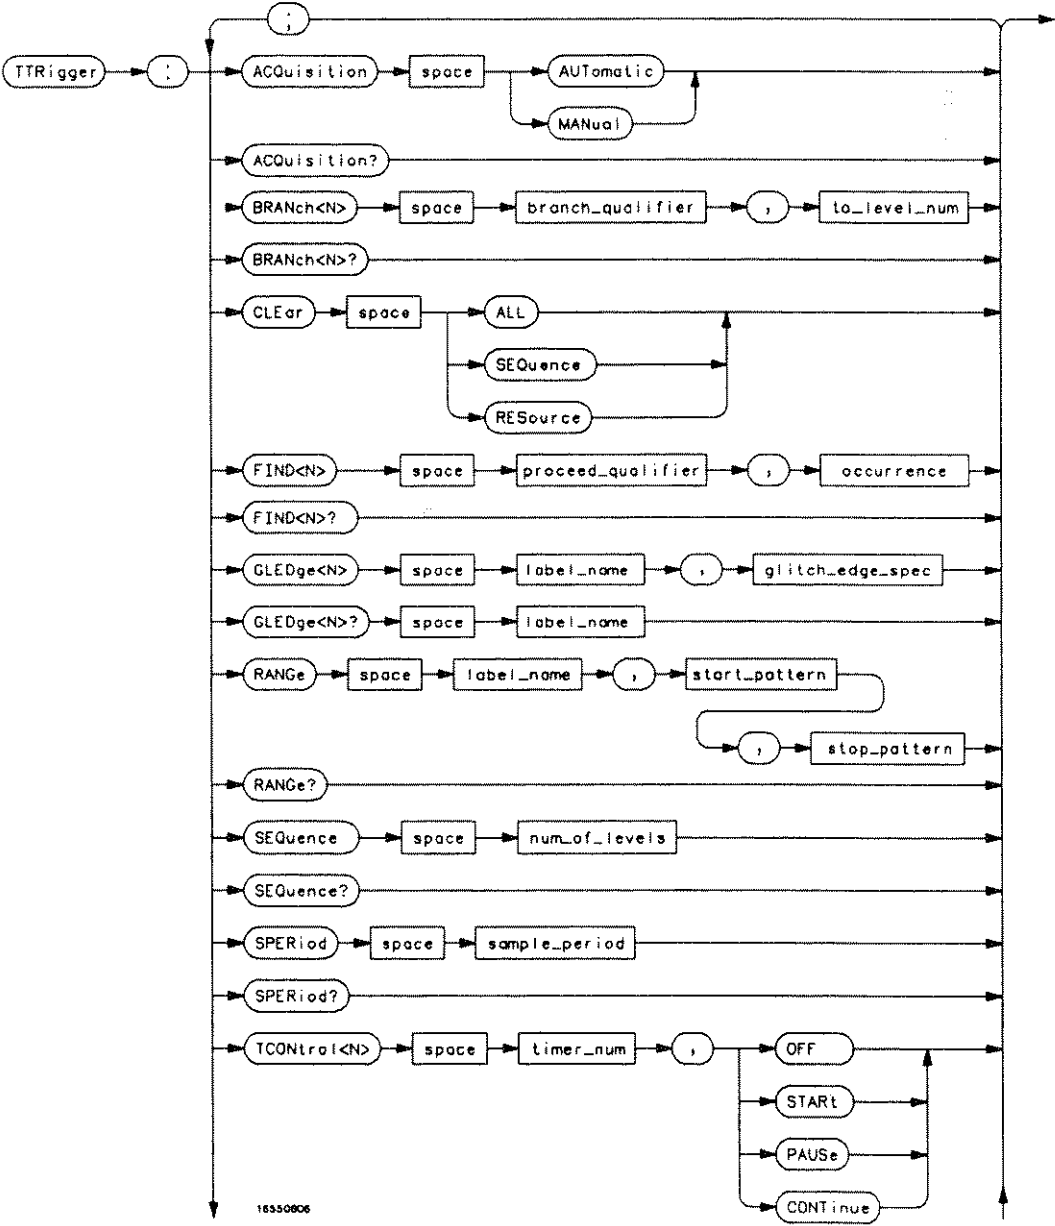 ;
TTRigger : ACQuisition space AUTomatic
MANual
ACQuisition?
BRANch<N> space branch_qualifier , to_level_num
BRANch<N>?
CLEar space ALL
SEQuence
RESource
FIND<N> space proceed_qualifier , occurrence
FIND<N>?
GLEDge<N> space label_name , glitch_edge_spec
GLEDge<N>? space label_name
RANGe space label_name , start_pattern
, stop_pattern
RANGe?
SEQuence space num_of_levels
SEQuence?
SPERiod space sample_period
SPERiod?
TCONtrol<N> space timer_num , OFF
STARt
PAUSe
CONTinue
16550806